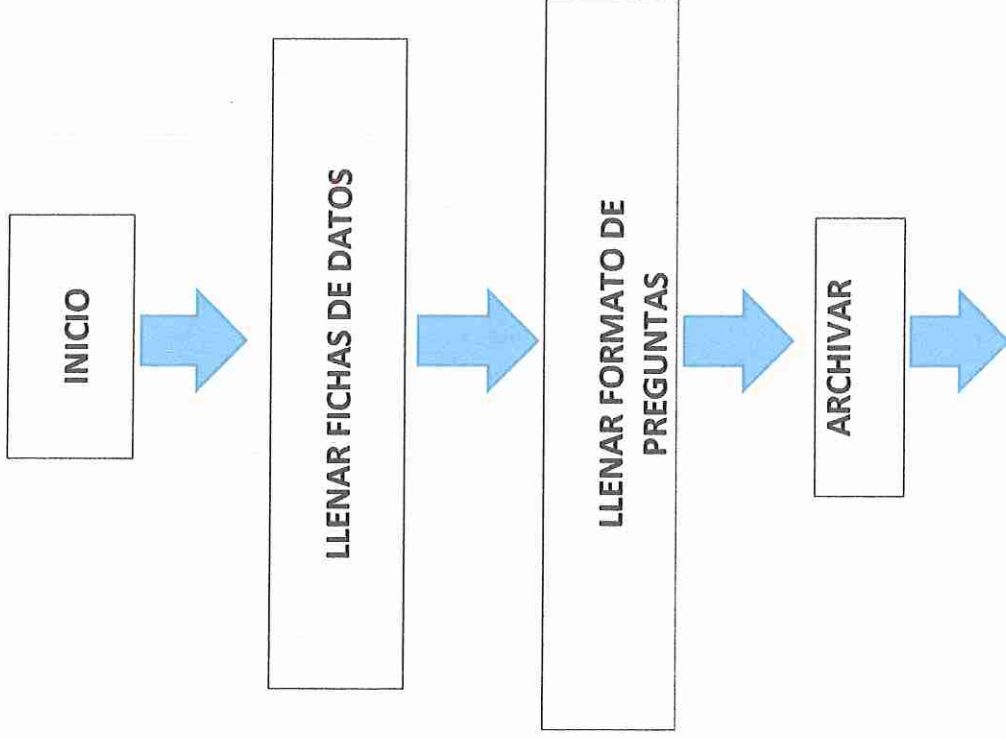 INICIO
LLENAR FICHAS DE DATOS
LLENAR FORMATO DE
PREGUNTAS
ARCHIVAR